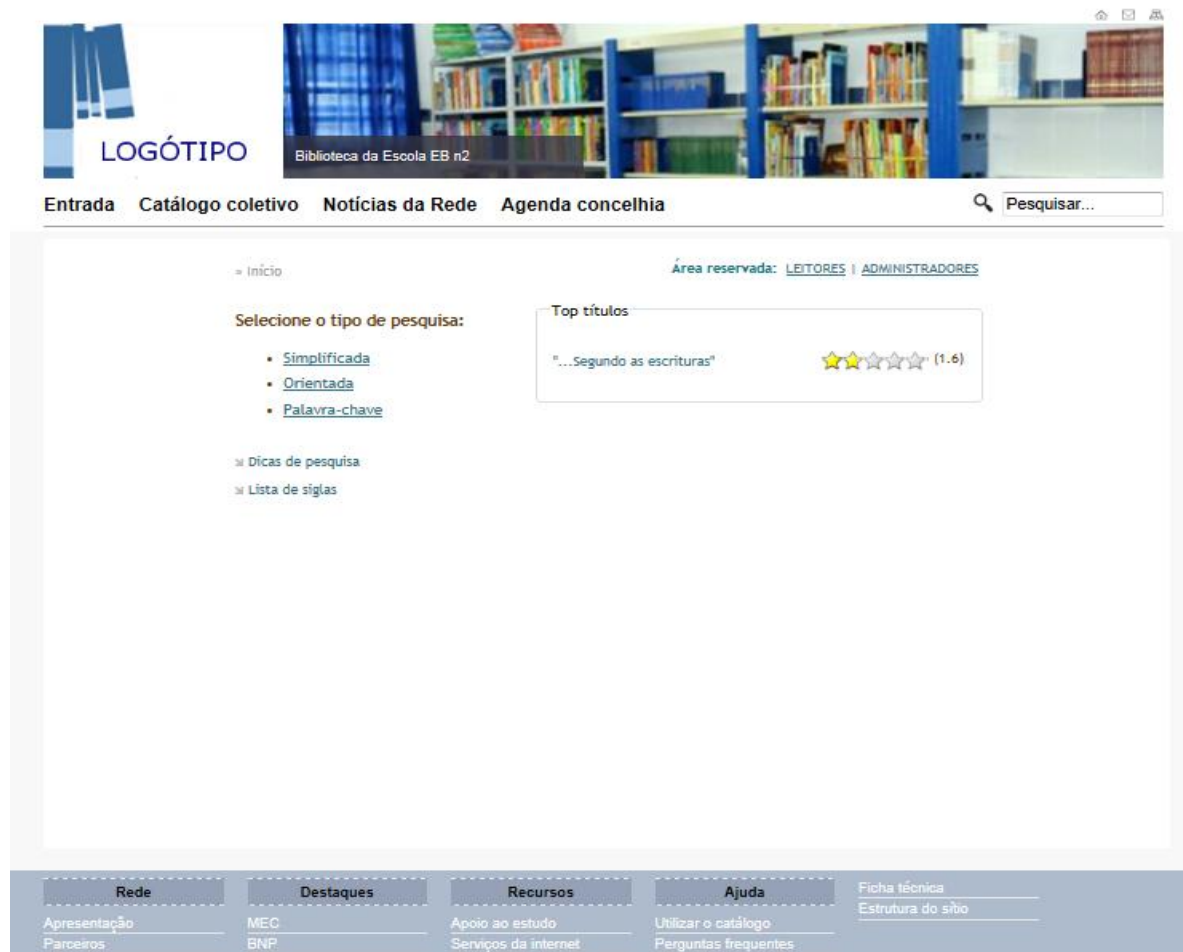 LOGÓTIPO
Biblioteca da Escola EB n2
Entrada Catálogo coletivo Notícias da Rede Agenda concelhia Pesquisar...
» Início
Área reservada: LEITORES | ADMINISTRADORES
Selecione o tipo de pesquisa:
• Simplificada
• Orientada
• Palavra-chave
Dicas de pesquisa
Lista de siglas
Top títulos
"...Segundo as escrituras" (1.6)
Rede Destaques Recursos Ajuda Ficha técnica
Estrutura do sítio
Apresentação MEC Apoio ao estudo Utilizar o catálogo
Parceiros BNP Serviços da internet Perguntas frequentes